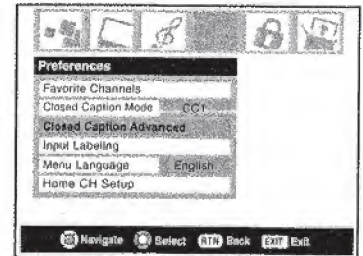 Preferences
Favorite Channels
Closed Caption Mode CC1
Closed Caption Advanced
Input Labeling
Menu Language English
Home CH Setup
Navigate Select RTN Back EXIT Exit